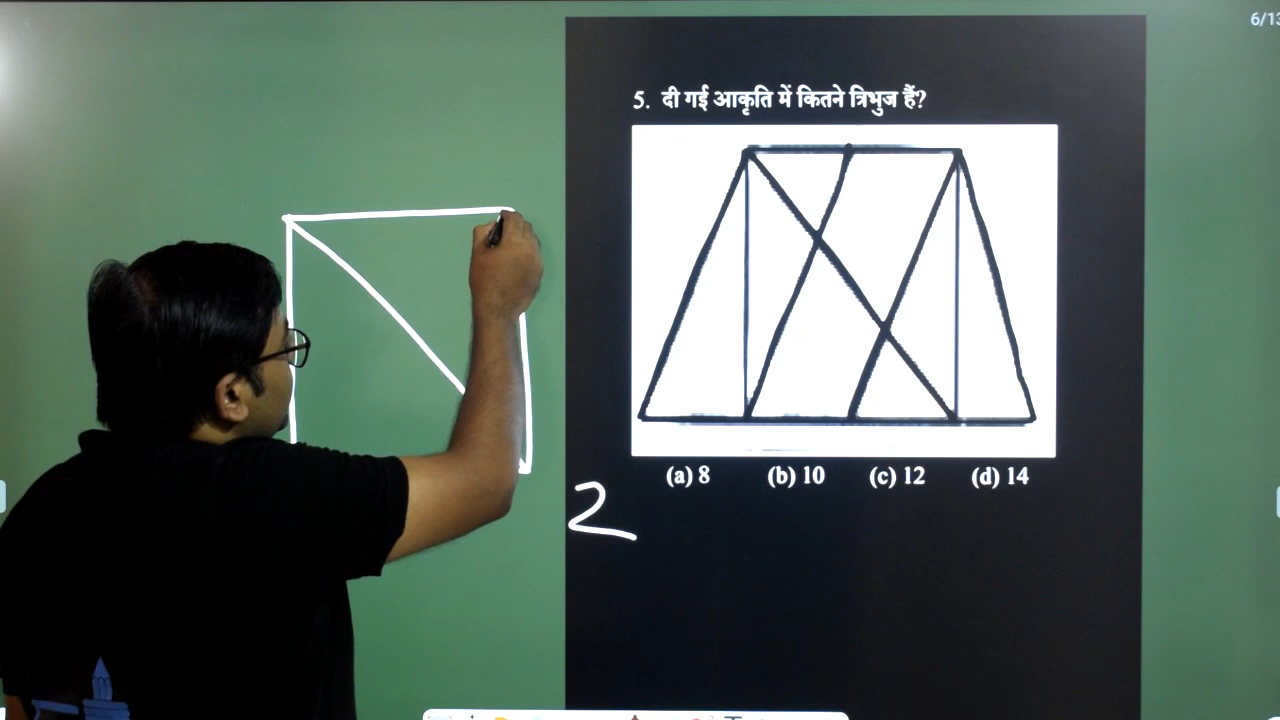 6/13
5. दी गई आकृति में कितने त्रिभुज हैं?
(a) 8 (b) 10 (c) 12 (d) 14
2